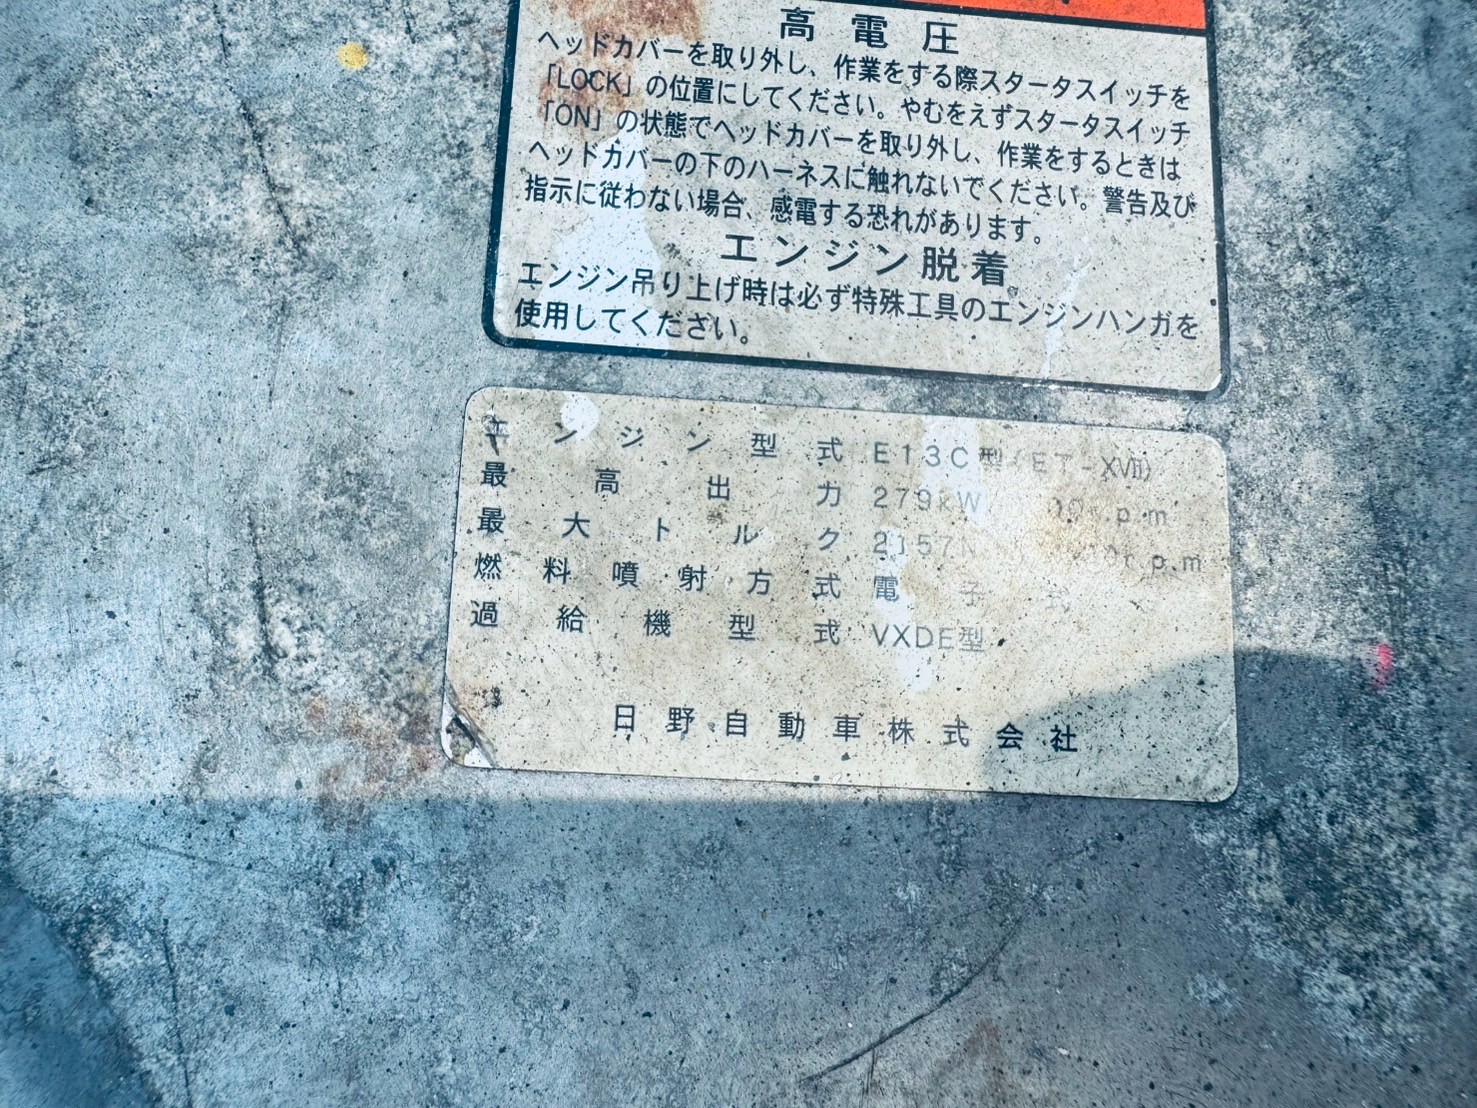 高電圧
ヘッドカバーを取り外し、作業をする際スタータスイッチを
「LOCK」の位置にしてください。やむをえずスタータスイッチ
「ON」の状態でヘッドカバーを取り外し、作業をするときは
ヘッドカバーの下のハーネスに触れないでください。警告及び
指示に従わない場合、感電する恐れがあります。
エンジン脱着
エンジン吊り上げ時は必ず特殊工具のエンジンハンガを
使用してください。
エンジン型式 E13C型(ET-XVII)
最高出力 279kW r.p.m
最大トルク 2157N r.p.m
燃料噴射方式 電子式
過給機型式 VXDE型
日野自動車株式会社